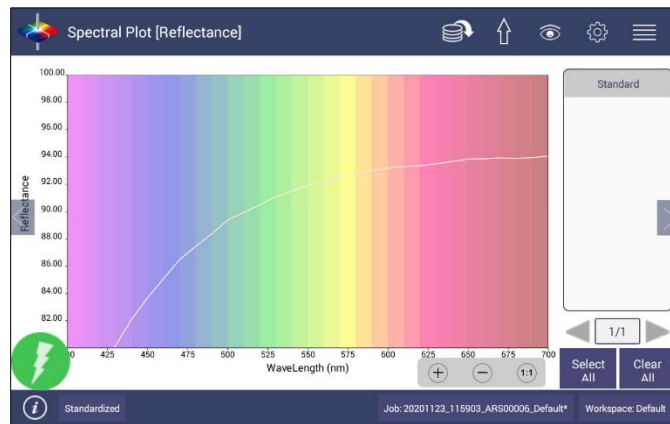 Spectral Plot [Reflectance]
100.00
98.00
96.00
94.00
92.00
90.00
88.00
86.00
84.00
82.00
Reflectance
00 425 450 475 500 525 550 575 600 625 650 675 700
WaveLength (nm)
1:1
Standard
1/1
Select All
Clear All
i
Standardized
Job: 20201123_115903_ARS00006_Default*
Workspace: Default